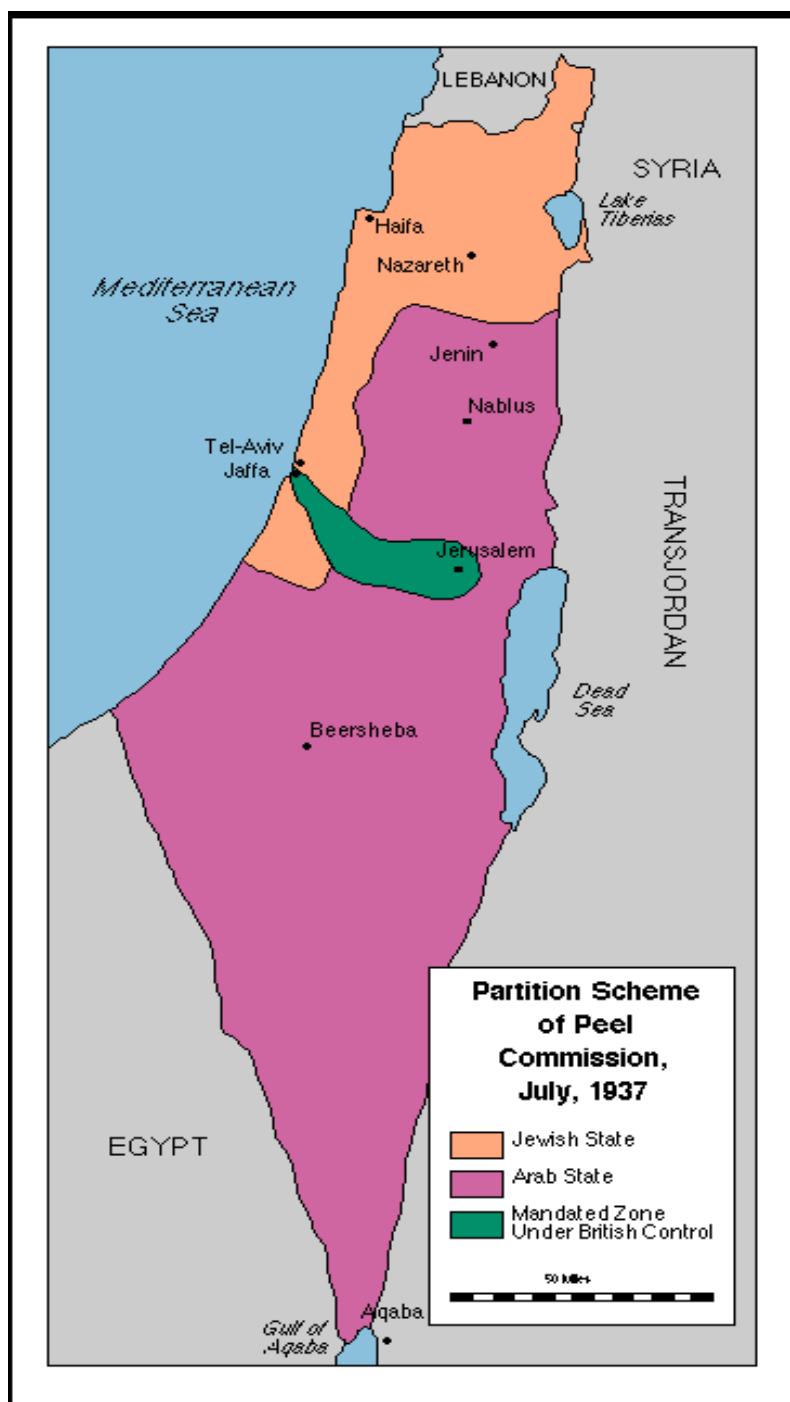 LEBANON
SYRIA
Lake
Tiberias
Haifa
Nazareth
Mediterranean
Sea
Jenin
Nablus
Tel-Aviv
Jaffa
TRANSJORDAN
Jerusalem
Dead
Sea
Beersheba
EGYPT
Partition Scheme
of Peel
Commission,
July, 1937
Jewish State
Arab State
Mandated Zone
Under British Control
50 Miles
Aqaba
Gulf of
Aqaba